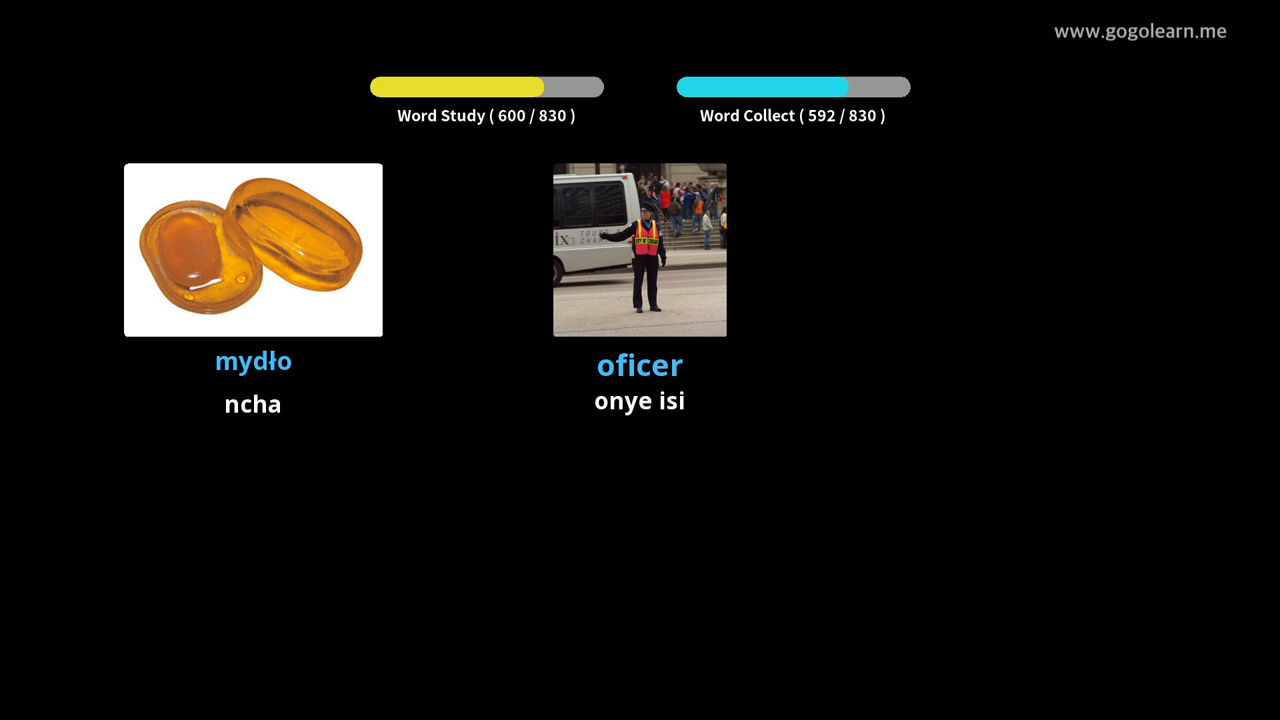 www.gogolearn.me
Word Study ( 600 / 830 )
Word Collect ( 592 / 830 )
mydło
ncha
oficer
onye isi